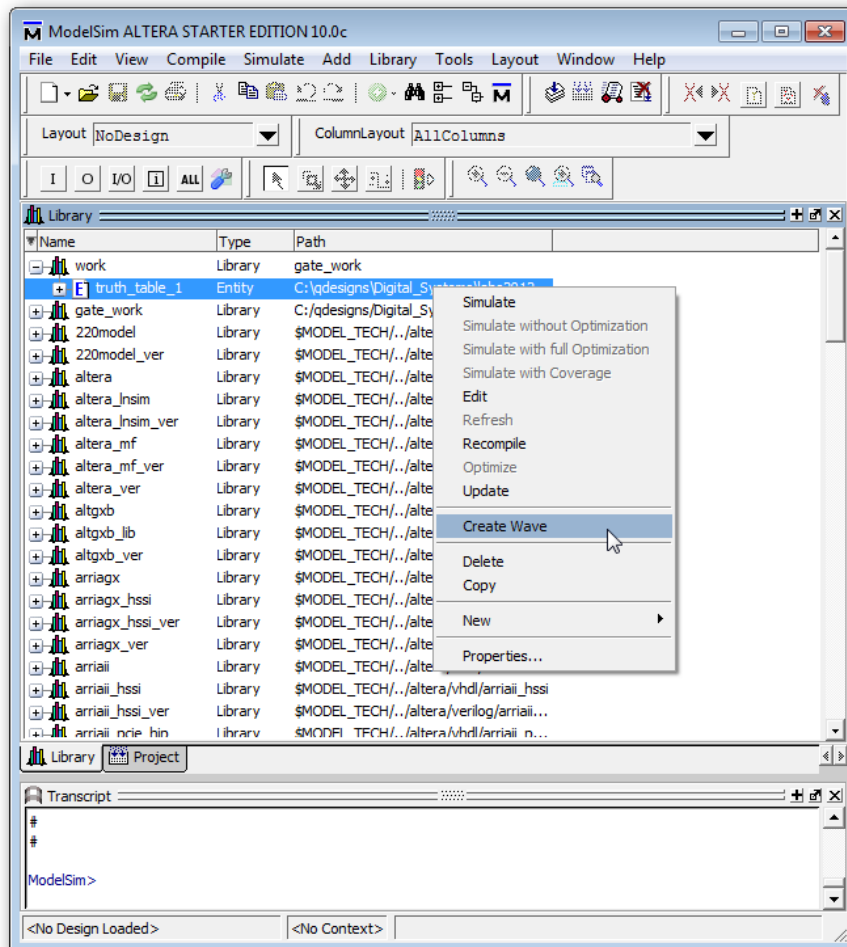 ModelSim ALTERA STARTER EDITION 10.0c
File Edit View Compile Simulate Add Library Tools Layout Window Help
Layout NoDesign ColumnLayout AllColumns
I O I/O i ALL
Library
Name Type Path
work Library gate_work
truth_table_1 Entity C:\qdesigns\Digital_Systems\labs2012
gate_work Library C:/qdesigns/Digital_Sy
220model Library $MODEL_TECH/../alte
220model_ver Library $MODEL_TECH/../alte
altera Library $MODEL_TECH/../alte
altera_lnsim Library $MODEL_TECH/../alte
altera_lnsim_ver Library $MODEL_TECH/../alte
altera_mf Library $MODEL_TECH/../alte
altera_mf_ver Library $MODEL_TECH/../alte
altera_ver Library $MODEL_TECH/../alte
altgxb Library $MODEL_TECH/../alte
altgxb_lib Library $MODEL_TECH/../alte
altgxb_ver Library $MODEL_TECH/../alte
arriagx Library $MODEL_TECH/../alte
arriagx_hssi Library $MODEL_TECH/../alte
arriagx_hssi_ver Library $MODEL_TECH/../alte
arriagx_ver Library $MODEL_TECH/../alte
arriaii Library
arriaii_hssi Library $MODEL_TECH/../altera/vhdl/arriaii_hssi
arriaii_hssi_ver Library $MODEL_TECH/../altera/verilog/arriaii...
arriaii_pcie_hip Library $MODEL_TECH/../altera/vhdl/arriaii_p...
Simulate
Simulate without Optimization
Simulate with full Optimization
Simulate with Coverage
Edit
Refresh
Recompile
Optimize
Update
Create Wave
Delete
Copy
New
Properties...
Library Project
Transcript
#
#
ModelSim>
<No Design Loaded> <No Context>